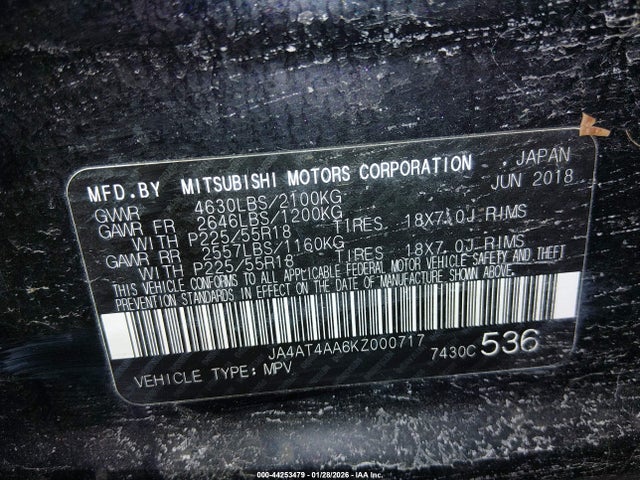 MFD.BY MITSUBISHI MOTORS CORPORATION JAPAN
GVWR 4630LBS/2100KG JUN 2018
GAWR FR 2646LBS/1200KG
WITH P225/55R18 TIRES 18X7.0J RIMS
GAWR RR 2557LBS/1160KG
WITH P225/55R18 TIRES 18X7.0J RIMS
THIS VEHICLE CONFORMS TO ALL APPLICABLE FEDERAL MOTOR VEHICLE SAFETY AND THEFT
PREVENTION STANDARDS IN EFFECT ON THE DATE OF MANUFACTURE SHOWN ABOVE.
JA4AT4AA6KZ000717
7430C 536
VEHICLE TYPE: MPV
000-44253479 - 01/28/2026 - IAA Inc.